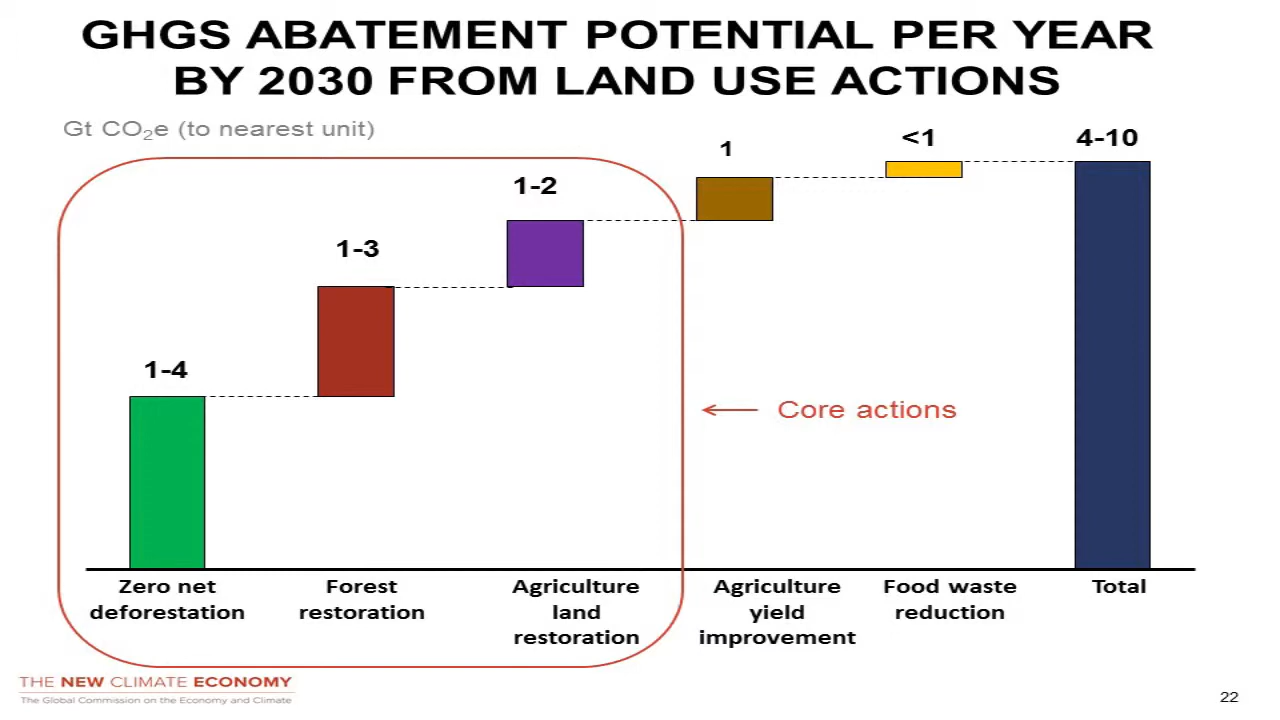 GHGS ABATEMENT POTENTIAL PER YEAR
BY 2030 FROM LAND USE ACTIONS
Gt CO₂e (to nearest unit)
1-4
1-3
1-2
1
<1
4-10
Core actions
Zero net
deforestation
Forest
restoration
Agriculture
land
restoration
Agriculture
yield
improvement
Food waste
reduction
Total
THE NEW CLIMATE ECONOMY
The Global Commission on the Economy and Climate
22